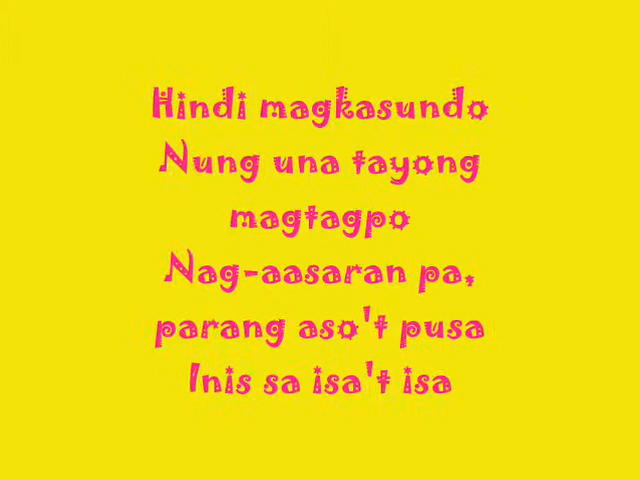 Hindi magkasundo
Nung una tayong
magtagpo
Nag-aasaran pa,
parang aso't pusa
Inis sa isa't isa